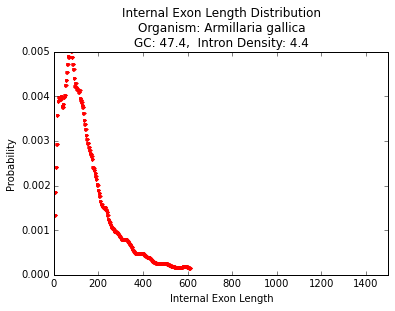 Internal Exon Length Distribution
Organism: Armillaria gallica
GC: 47.4,  Intron Density: 4.4
0.005
0.004
0.003
0.002
0.001
0.000
Probability
0 200 400 600 800 1000 1200 1400
Internal Exon Length